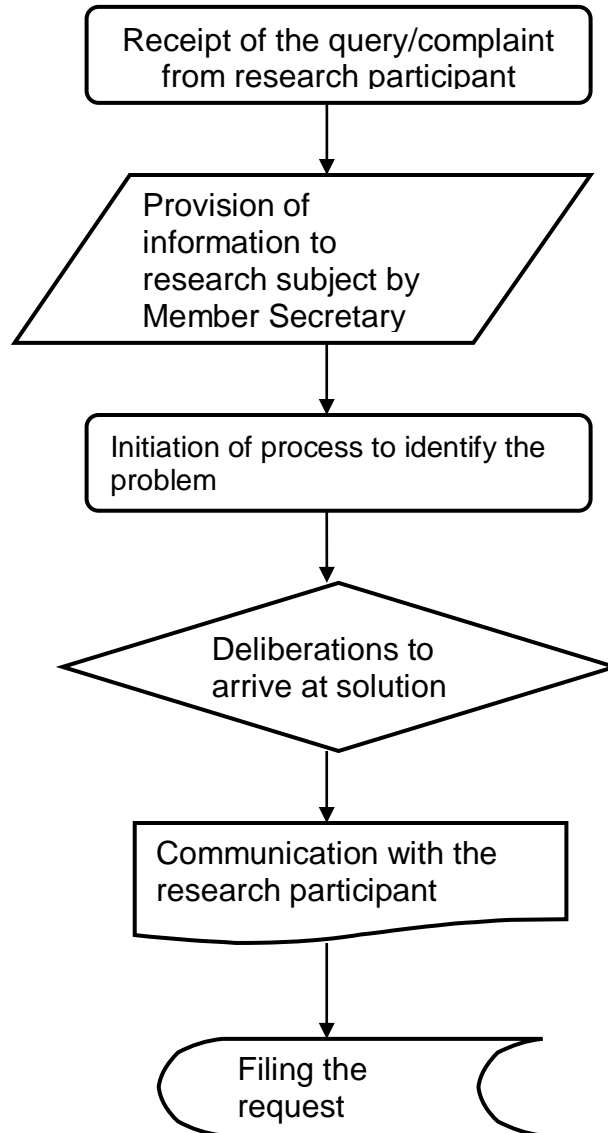 Receipt of the query/complaint
from research participant
Provision of
information to
research subject by
Member Secretary
Initiation of process to identify the
problem
Deliberations to
arrive at solution
Communication with the
research participant
Filing the
request